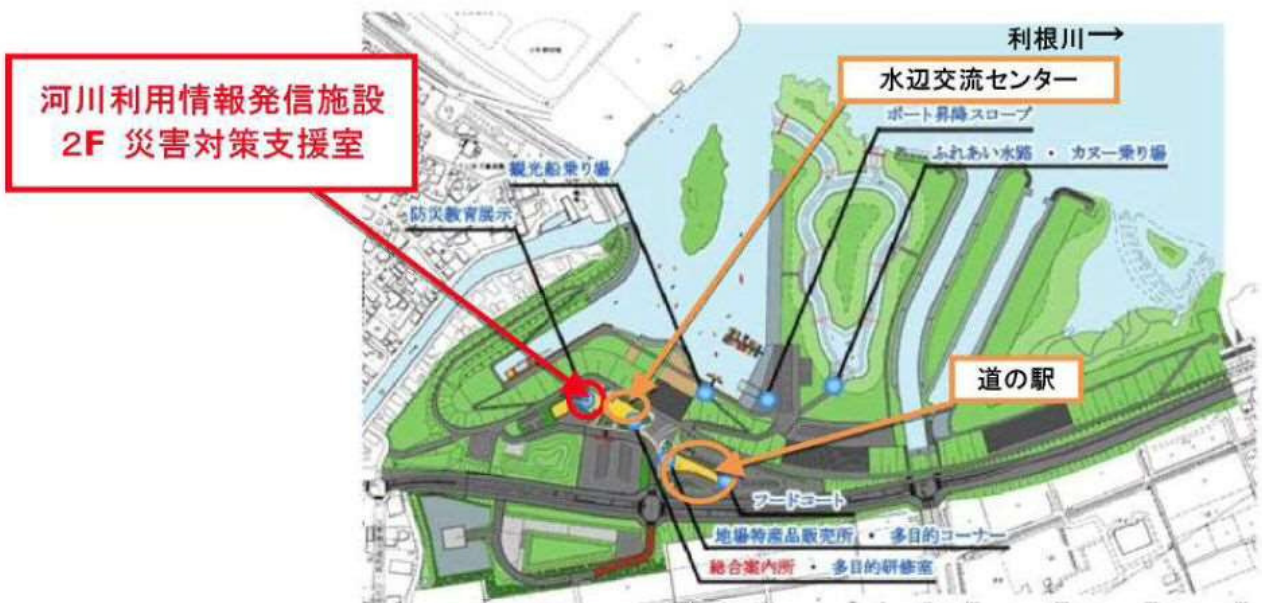 利根川→
河川利用情報発信施設
2F 災害対策支援室
水辺交流センター
ボート昇降スロープ
ふれあい水路 ・ カヌー乗り場
観光船乗り場
防災教育展示
道の駅
フードコート
地場特産品販売所 ・ 多目的コーナー
総合案内所 ・ 多目的研修室